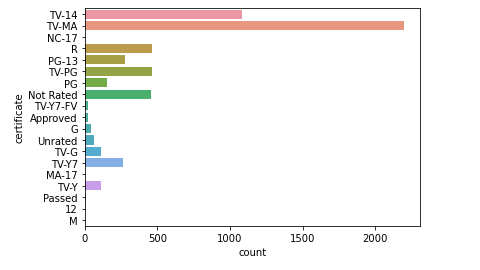 TV-14
TV-MA
NC-17
R
PG-13
TV-PG
PG
Not Rated
TV-Y7-FV
Approved
G
Unrated
TV-G
TV-Y7
MA-17
TV-Y
Passed
12
M
certificate
0 500 1000 1500 2000
count